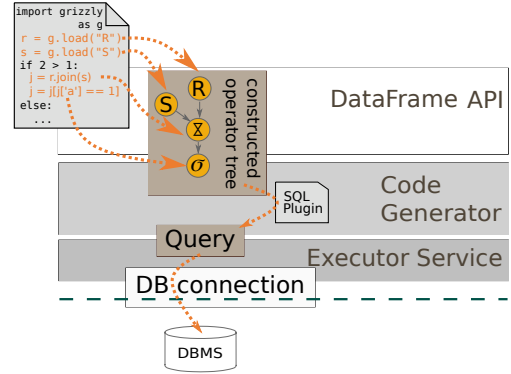 import grizzly
as g
r = g.load("R")
s = g.load("S")
if 2 > 1:
j = r.join(s)
j = j[j['a'] == 1]
else:
...
R
S
⋈
σ
constructed
operator tree
DataFrame API
SQL
Plugin
Code
Generator
Query
Executor Service
DB connection
DBMS